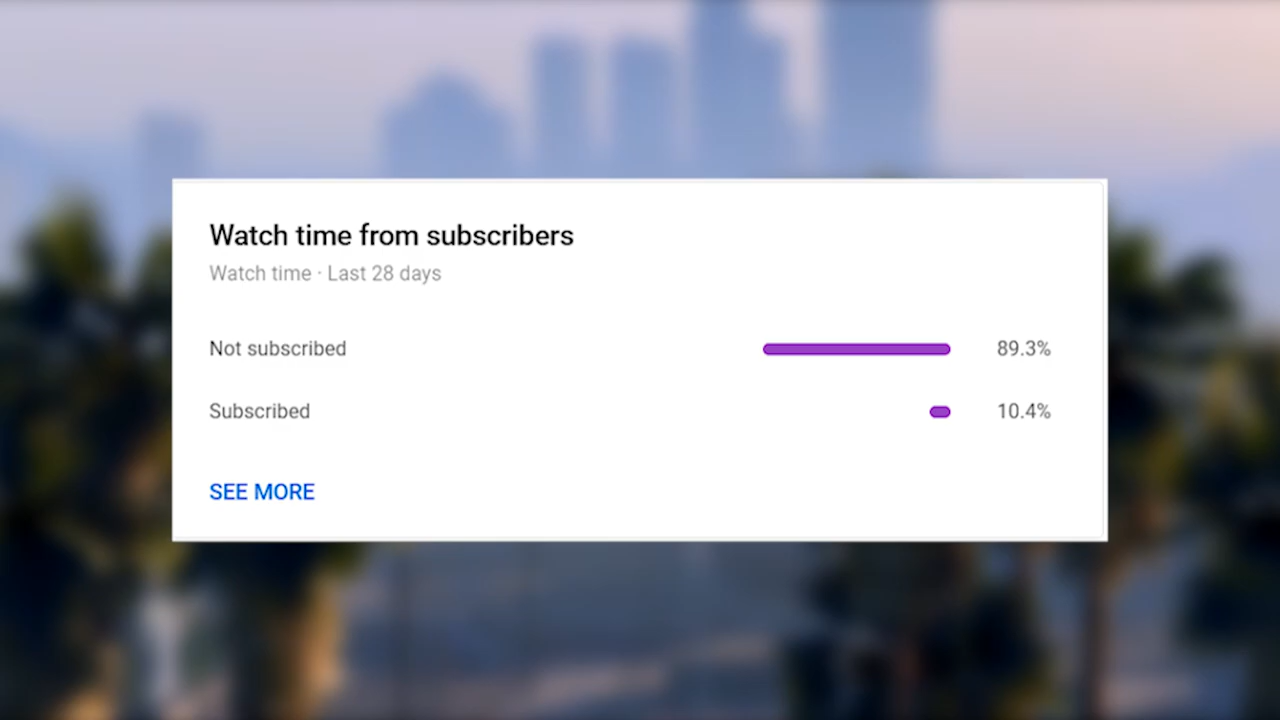 Watch time from subscribers
Watch time · Last 28 days
Not subscribed 89.3%
Subscribed 10.4%
SEE MORE